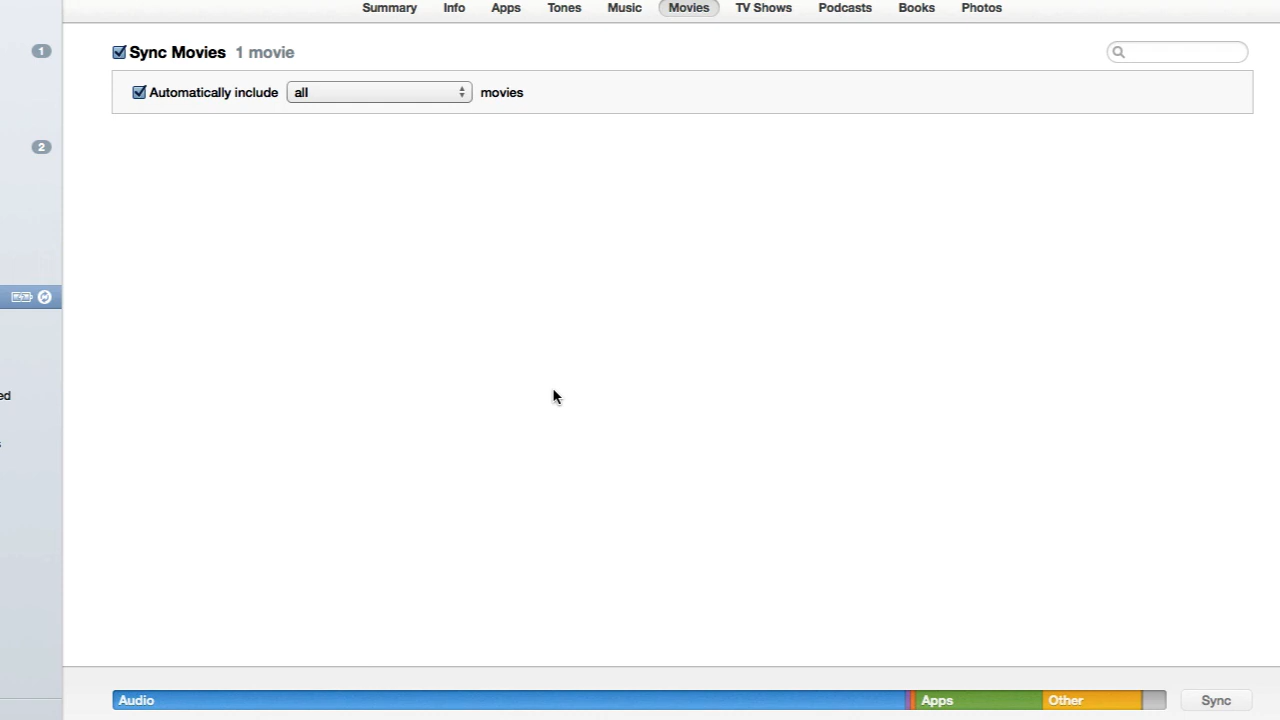 Summary Info Apps Tones Music Movies TV Shows Podcasts Books Photos
1
Sync Movies 1 movie
Automatically include all movies
2
ed
s
Audio Apps Other Sync